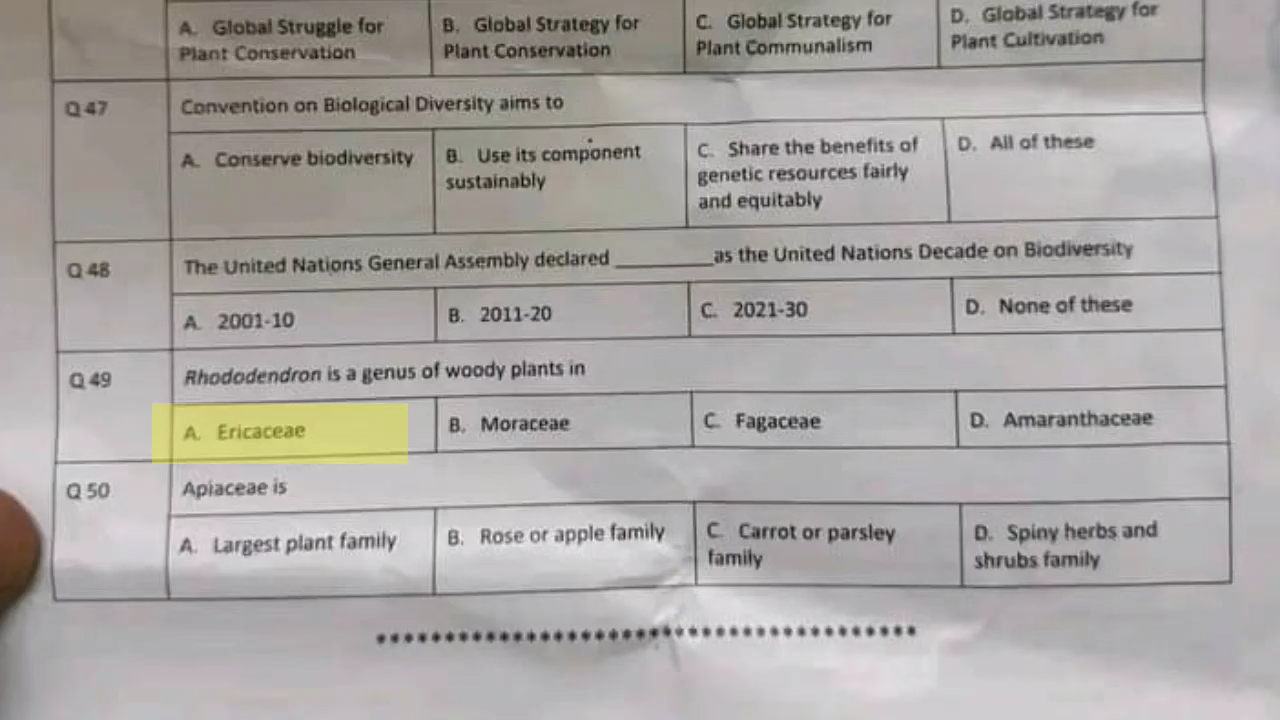 A. Global Struggle for
Plant Conservation
B. Global Strategy for
Plant Conservation
C. Global Strategy for
Plant Communalism
D. Global Strategy for
Plant Cultivation
Q 47
Convention on Biological Diversity aims to
A. Conserve biodiversity
B. Use its component
sustainably
C. Share the benefits of
genetic resources fairly
and equitably
D. All of these
Q 48
The United Nations General Assembly declared _________as the United Nations Decade on Biodiversity
A. 2001-10
B. 2011-20
C. 2021-30
D. None of these
Q 49
Rhododendron is a genus of woody plants in
A. Ericaceae
B. Moraceae
C. Fagaceae
D. Amaranthaceae
Q 50
Apiaceae is
A. Largest plant family
B. Rose or apple family
C. Carrot or parsley
family
D. Spiny herbs and
shrubs family